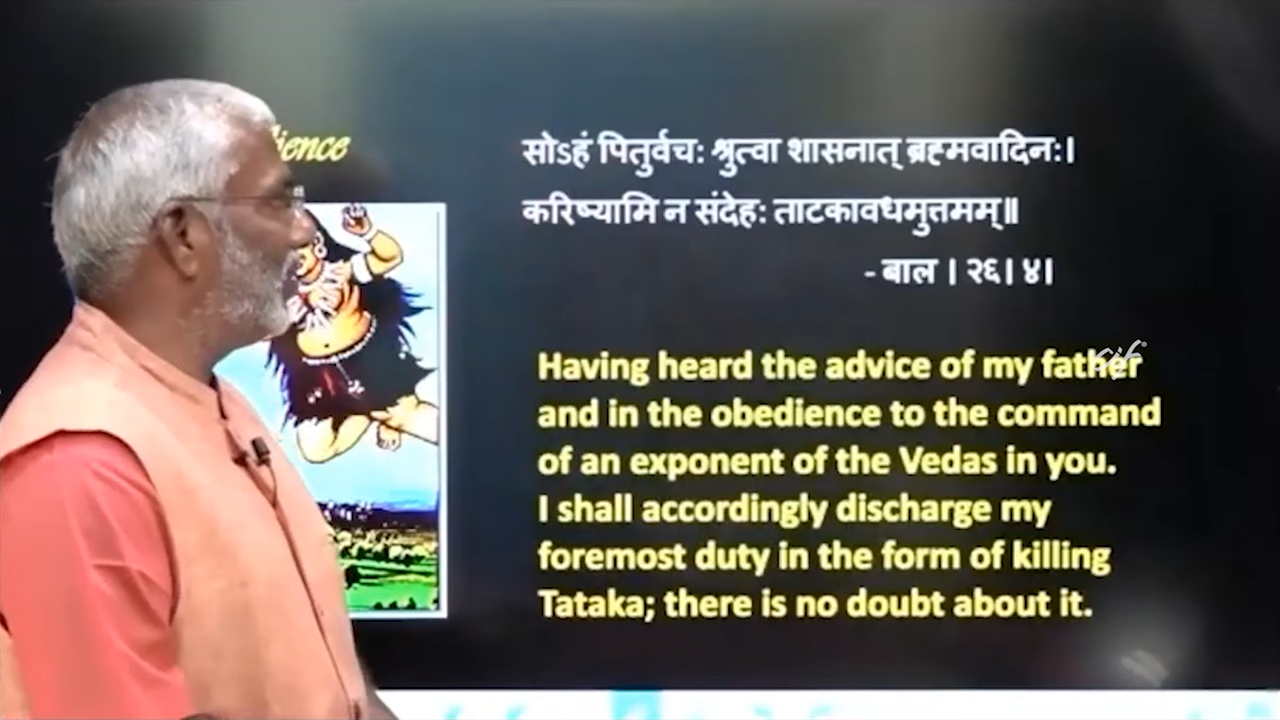 सोઽहं पितुर्वच: श्रुत्वा शासनात् ब्रह्मवादिन:।
करिष्यामि न संदेह: ताटकावधमुत्तमम्॥
- बाल । २६। ४।
Having heard the advice of my father
and in the obedience to the command
of an exponent of the Vedas in you.
I shall accordingly discharge my
foremost duty in the form of killing
Tataka; there is no doubt about it.